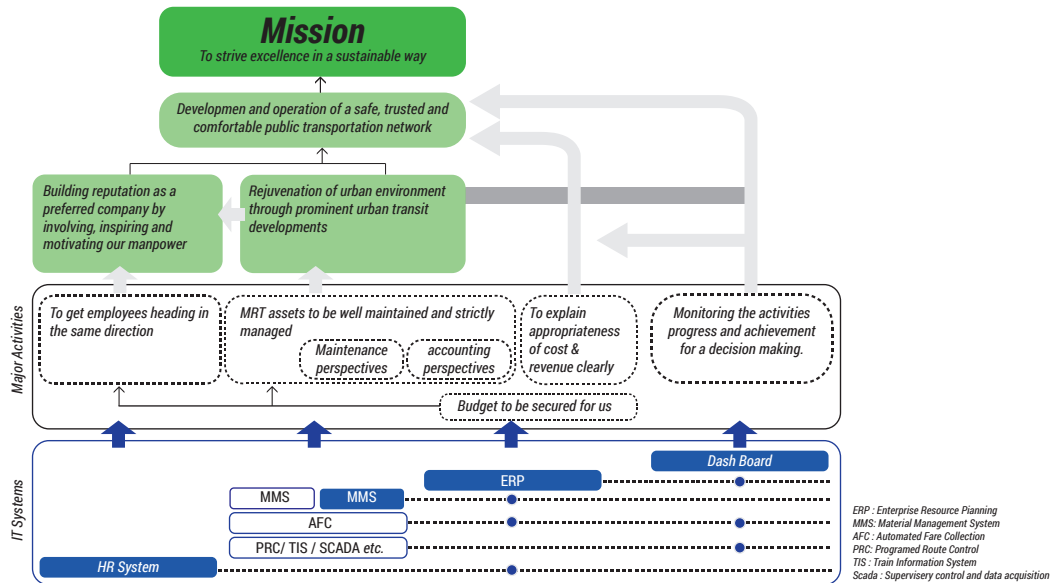 Mission
To strive excellence in a sustainable way
Developmen and operation of a safe, trusted and
comfortable public transportation network
Building reputation as a
preferred company by
involving, inspiring and
motivating our manpower
Rejuvenation of urban environment
through prominent urban transit
developments
Major Activities
To get employees heading in
the same direction
MRT assets to be well maintained and strictly
managed
Maintenance
perspectives
accounting
perspectives
To explain
appropriateness
of cost &
revenue clearly
Monitoring the activities
progress and achievement
for a decision making.
Budget to be secured for us
IT Systems
Dash Board
ERP
MMS
MMS
AFC
PRC/ TIS / SCADA etc.
HR System
ERP : Enterprise Resource Planning
MMS: Material Management System
AFC : Automated Fare Collection
PRC: Programed Route Control
TIS : Train Information System
Scada : Supervisery control and data acquisition